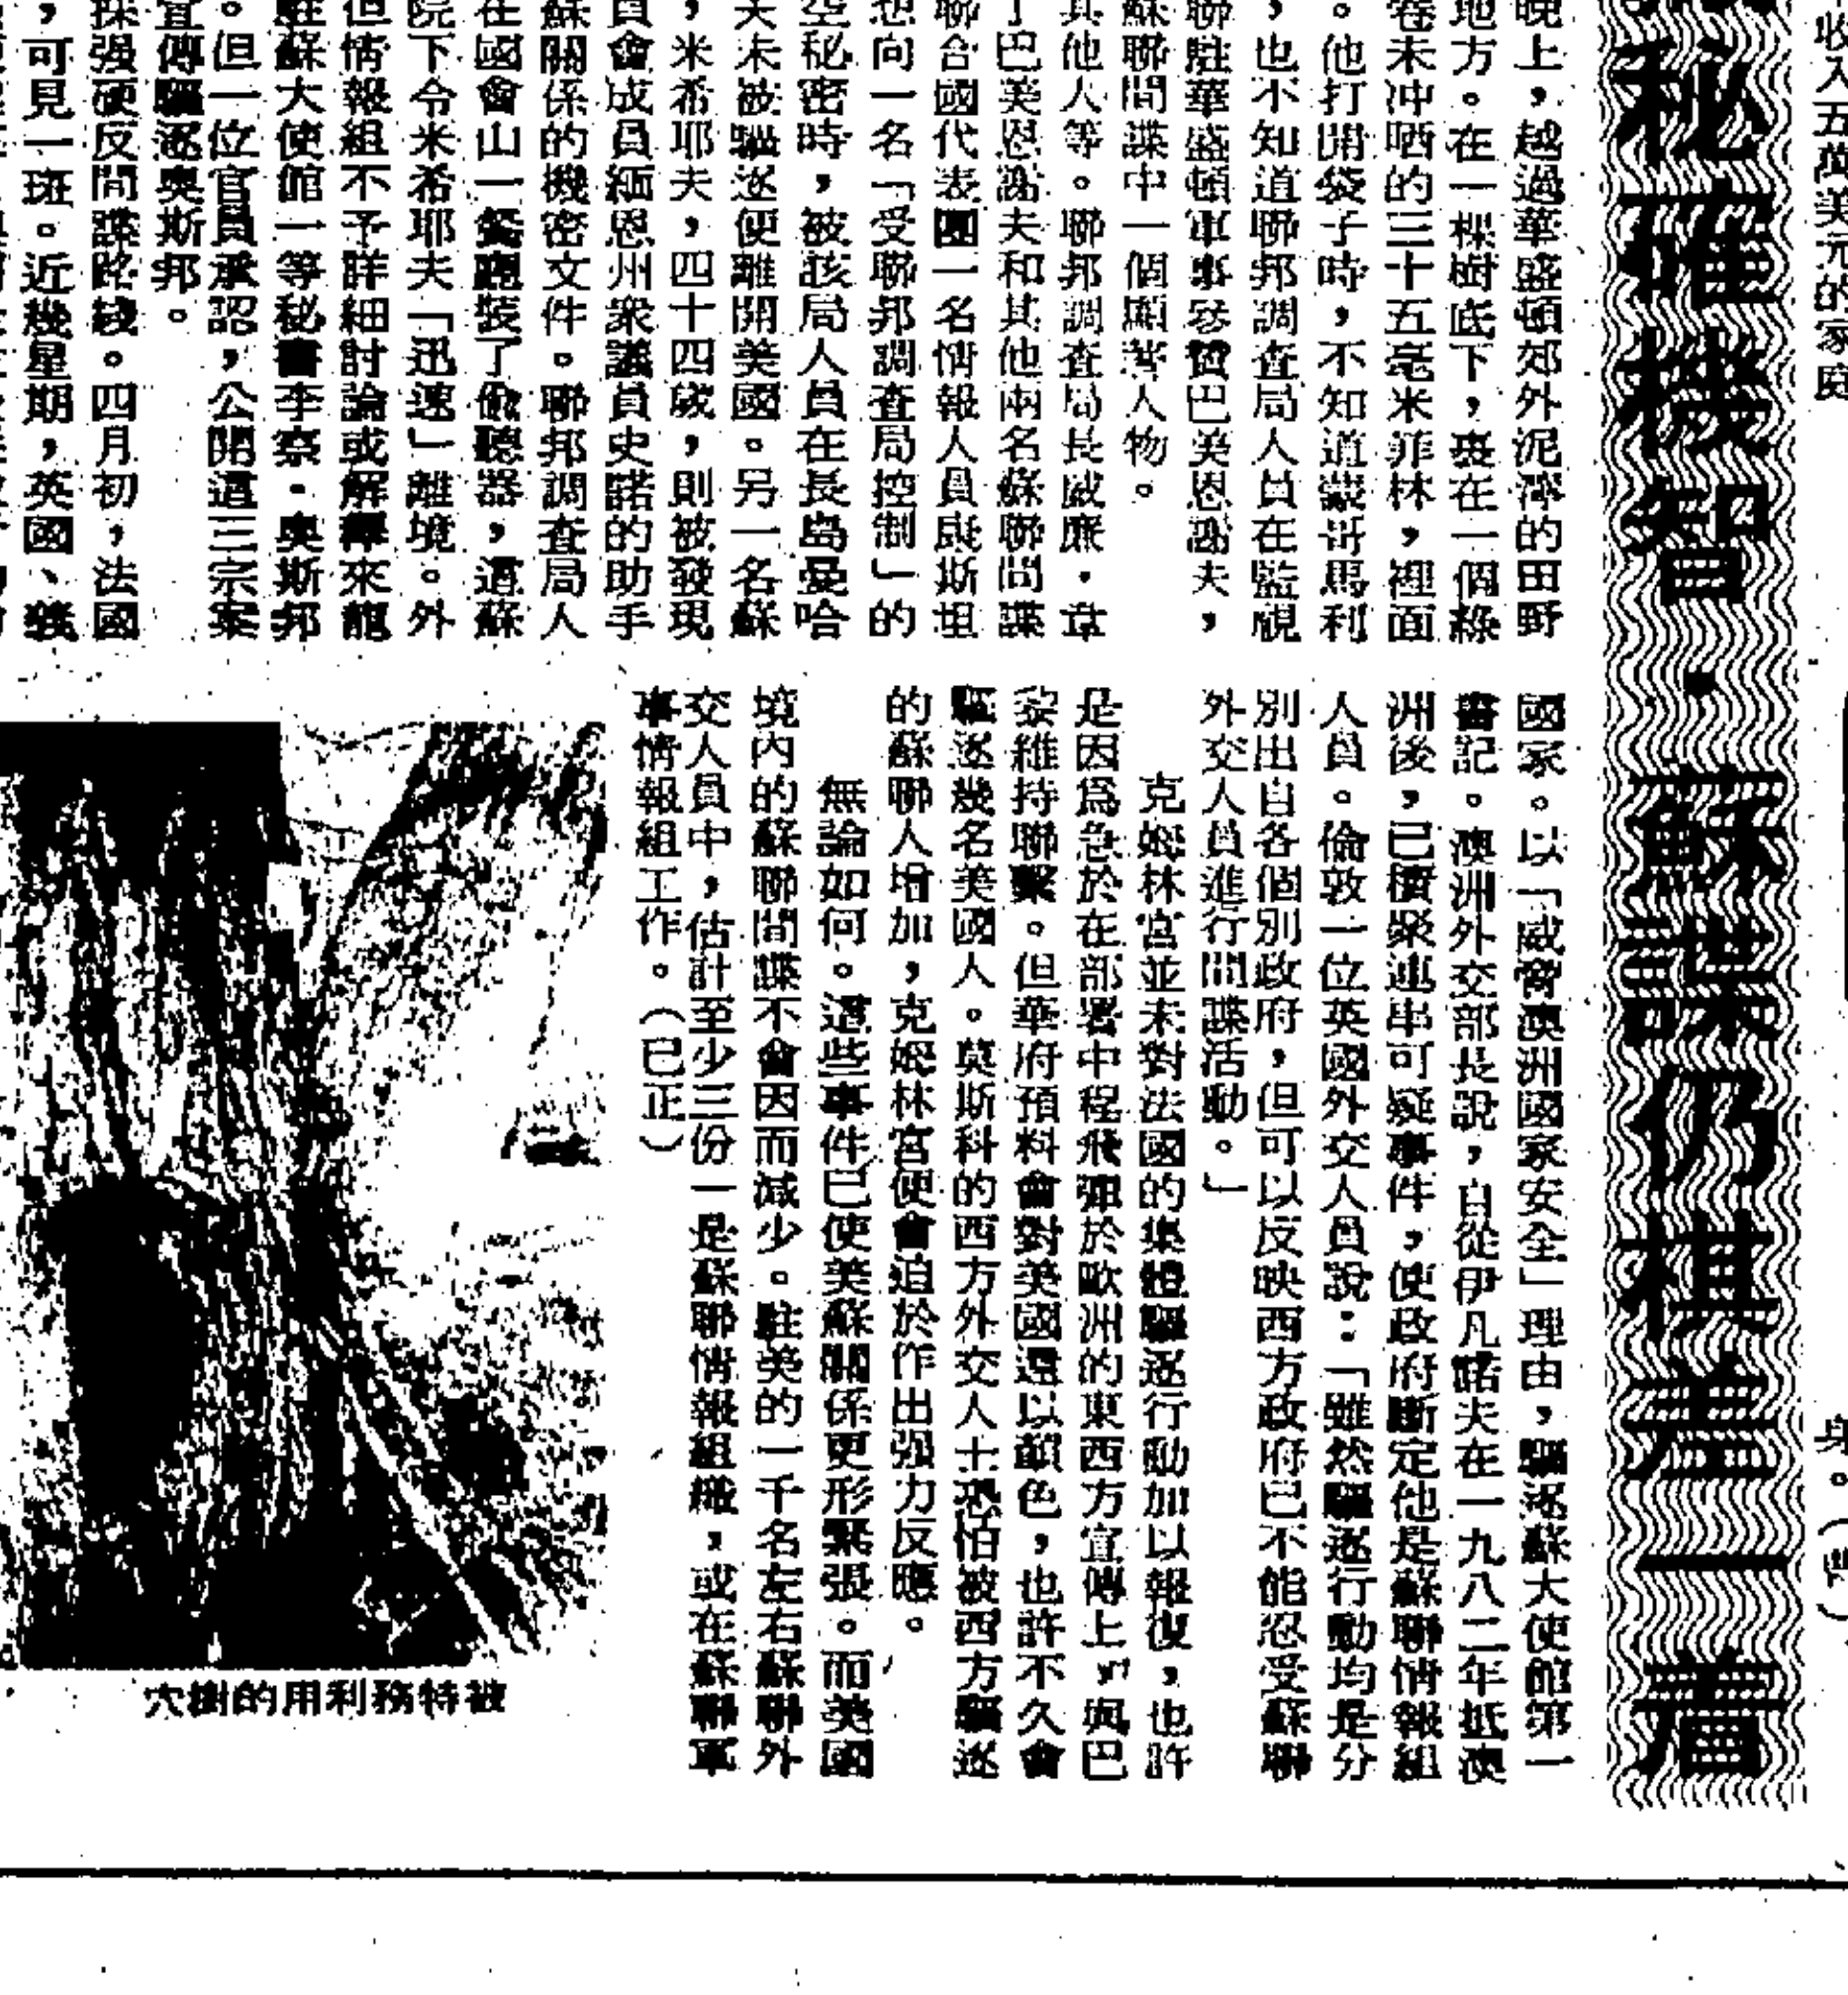 收入五萬美元的家庭
身。(
秘唯機智·蘇諜仍棋差一着
晚上,越過華盛頓郊外泥濘的田野
地方。在一棵樹底下,裹在一個綠
卷未冲晒的三十五毫米菲林,裡面
。他打開袋子時,不知道蒙哥馬利
,也不知道聯邦調查局人員在監視
聯駐華盛頓軍事參贊巴美恩謝夫,
蘇聯間諜中一個顯著人物。
其他人等。聯邦調查局長威廉·韋
了巴美恩謝夫和其他兩名蘇聯間諜
聯合國代表團一名情報人員康斯坦
想向一名「受聯邦調查局控制」的
空秘密時,被該局人員在長島曼哈
夫未被驅逐便離開美國。另一名蘇
,米希耶夫,四十四歲,則被發現
員會成員緬恩州衆議員史諾的助手
蘇關係的機密文件。聯邦調查局人
在國會山一餐廳裝了偷聽器,這蘇
院下令米希耶夫「迅速」離境。外
但情報組不予詳細討論或解釋來龍
駐蘇大使館一等秘書李察·奧斯邦
。但一位官員承認,公開這三宗案
宣傳驅逐奧斯邦。
採强硬反間諜路綫。四月初,法國
,可見一斑。近幾星期,英國、
國家。以「威脅澳洲國家安全」理由,驅逐蘇大使館第一
書記。澳洲外交部長說,自從伊凡諾夫在一九八二年抵澳
洲後,已積聚連串可疑事件,使政府斷定他是蘇聯情報組
人員。倫敦一位英國外交人員說:「雖然驅逐行動均是分
別出自各個別政府,但可以反映西方政府已不能忍受蘇聯
外交人員進行間諜活動。」
克姆林宮並未對法國的集體驅逐行動加以報復,也許
是因爲急於在部署中程飛彈於歐洲的東西方宣傳上,與巴
黎維持聯繫。但華府預料會對美國還以顏色,也許不久會
驅逐幾名美國人。莫斯科的西方外交人士恐怕被西方驅逐
的蘇聯人增加,克姆林宮便會迫於作出强力反應。
無論如何。這些事件已使美蘇關係更形緊張。而美國
境內的蘇聯間諜不會因而減少。駐美的一千名左右蘇聯外
交人員中,估計至少三份一是蘇聯情報組織,或在蘇聯軍
事情報組工作。(已正)
被特務利用的樹穴